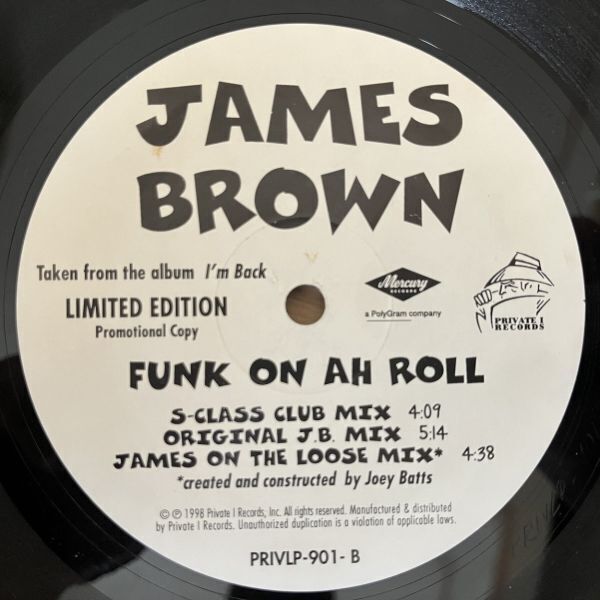 JAMES
BROWN
Taken from the album I'm Back
LIMITED EDITION
Promotional Copy
Mercury
RECORDS
a PolyGram company
PRIVATE I
RECORDS
FUNK ON AH ROLL
S-CLASS CLUB MIX 4:09
ORIGINAL J.B. MIX 5:14
JAMES ON THE LOOSE MIX* 4:38
*created and constructed by Joey Batts
© ℗ 1998 Private I Records, Inc. All rights reserved. Manufactured & distributed
by Private I Records. Unauthorized duplication is a violation of applicable laws.
PRIVLP-901- B
PRIVLP